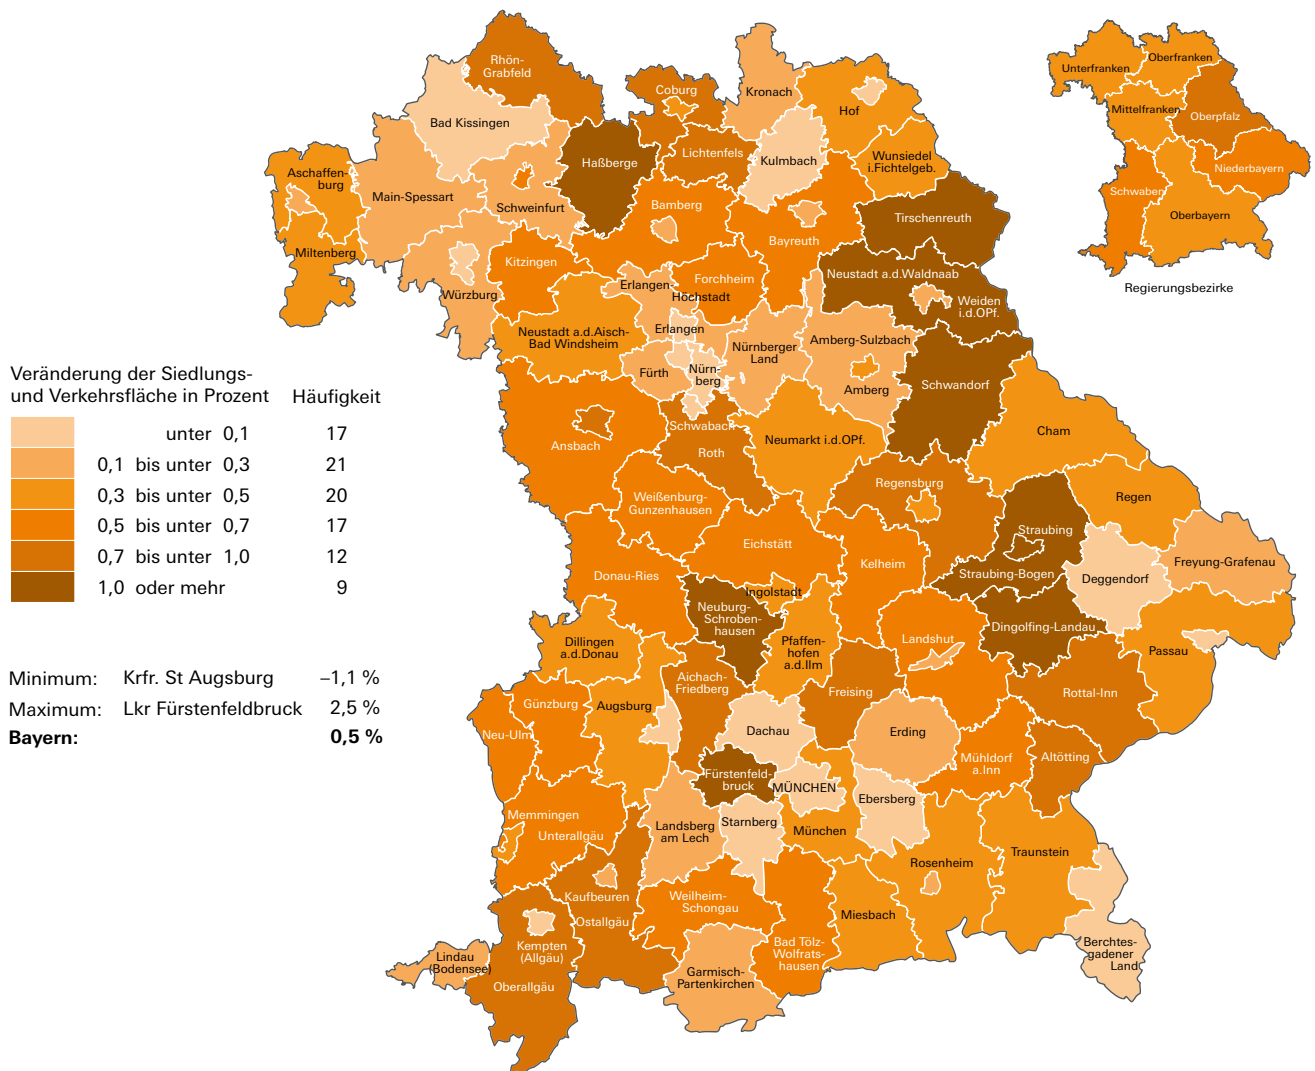 Rhön-
Grabfeld
Coburg
Kronach
Hof
Bad Kissingen
Haßberge
Lichtenfels
Kulmbach
Wunsiedel
i.Fichtelgeb.
Aschaffen-
burg
Main-Spessart
Schweinfurt
Bamberg
Bayreuth
Tirschenreuth
Miltenberg
Würzburg
Kitzingen
Erlangen
Höchstadt
Forchheim
Neustadt a.d.Waldnaab
Weiden
i.d.OPf.
Neustadt a.d.Aisch-
Bad Windsheim
Erlangen
Fürth
Nürn-
berg
Nürnberger
Land
Amberg-Sulzbach
Amberg
Schwandorf
Ansbach
Schwabach
Roth
Neumarkt i.d.OPf.
Cham
Weißenburg-
Gunzenhausen
Regensburg
Regen
Straubing
Eichstätt
Donau-Ries
Kelheim
Straubing-Bogen
Deggendorf
Freyung-Grafenau
Ingolstadt
Neuburg-
Schroben-
hausen
Dillingen
a.d.Donau
Pfaffen-
hofen
a.d.Ilm
Landshut
Dingolfing-Landau
Passau
Aichach-
Friedberg
Freising
Rottal-Inn
Günzburg
Augsburg
Neu-Ulm
Dachau
Erding
Mühldorf
a.Inn
Altötting
Fürstenfeld-
bruck
MÜNCHEN
Ebersberg
Memmingen
Unterallgäu
Landsberg
am Lech
Starnberg
München
Rosenheim
Traunstein
Kaufbeuren
Ostallgäu
Weilheim-
Schongau
Miesbach
Kempten
(Allgäu)
Lindau
(Bodensee)
Oberallgäu
Garmisch-
Partenkirchen
Bad Tölz-
Wolfrats-
hausen
Berchtes-
gadener
Land
Unterfranken
Oberfranken
Mittelfranken
Oberpfalz
Niederbayern
Schwaben
Oberbayern
Regierungsbezirke
Veränderung der Siedlungs-
und Verkehrsfläche in Prozent Häufigkeit
unter 0,1 17
0,1 bis unter 0,3 21
0,3 bis unter 0,5 20
0,5 bis unter 0,7 17
0,7 bis unter 1,0 12
1,0 oder mehr 9
Minimum: Krfr. St Augsburg –1,1 %
Maximum: Lkr Fürstenfeldbruck 2,5 %
Bayern: 0,5 %